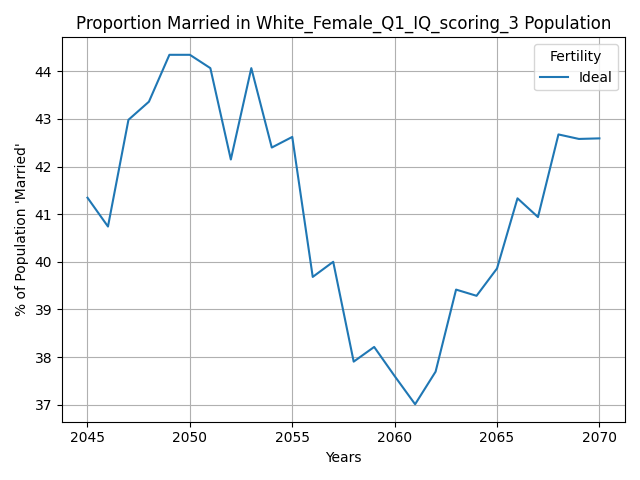 Proportion Married in White_Female_Q1_IQ_scoring_3 Population
Fertility
Ideal
44
43
42
41
40
39
38
37
% of Population 'Married'
2045 2050 2055 2060 2065 2070
Years